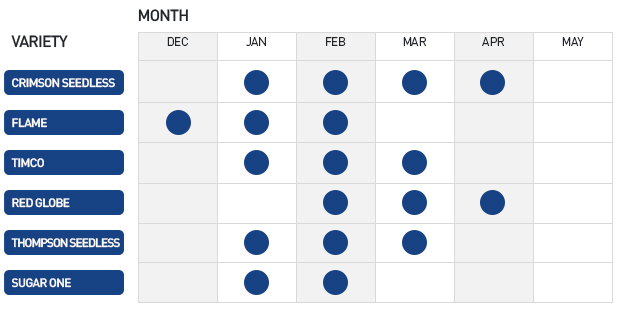 MONTH
VARIETY
DEC JAN FEB MAR APR MAY
CRIMSON SEEDLESS
FLAME
TIMCO
RED GLOBE
THOMPSON SEEDLESS
SUGAR ONE